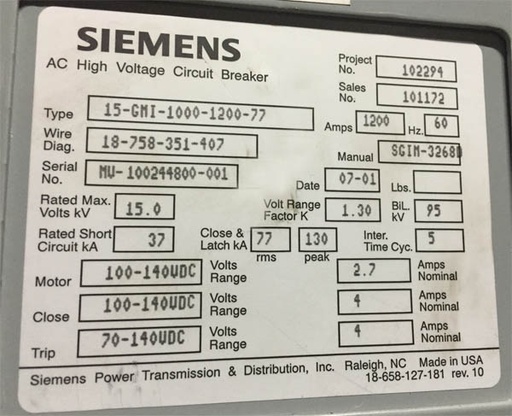 SIEMENS
AC High Voltage Circuit Breaker
Project No. 102294
Sales No. 101172
Type 15-GMI-1000-1200-77
Amps 1200 Hz. 60
Wire Diag. 18-758-351-407
Manual SGIM-3268D
Serial No. MV-100244800-001
Date 07-01 Lbs.
Rated Max. Volts kV 15.0
Volt Range Factor K 1.30 BiL. kV 95
Rated Short Circuit kA 37
Close & Latch kA 77 rms 130 peak
Inter. Time Cyc. 5
Motor 100-140VDC Volts Range 2.7 Amps Nominal
Close 100-140VDC Volts Range 4 Amps Nominal
Trip 70-140VDC Volts Range 4 Amps Nominal
Siemens Power Transmission & Distribution, Inc. Raleigh, NC Made in USA
18-658-127-181 rev. 10